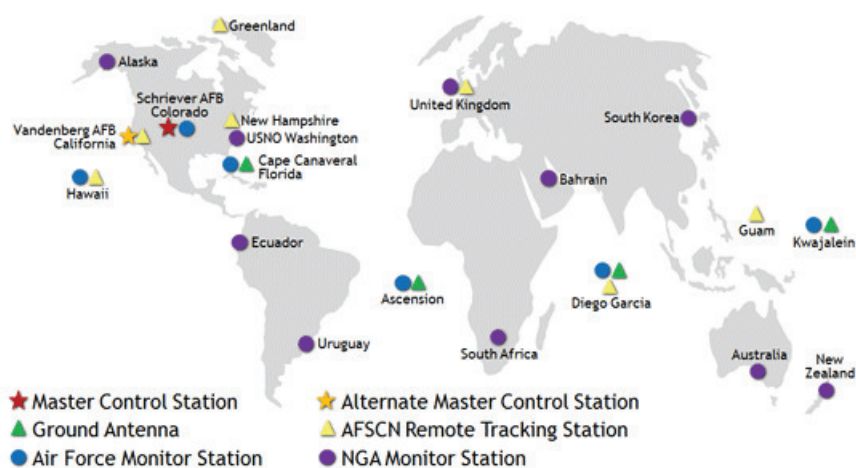 Greenland
Alaska
Schriever AFB
Colorado
New Hampshire
Vandenberg AFB
California
USNO Washington
Cape Canaveral
Florida
Hawaii
United Kingdom
South Korea
Bahrain
Guam
Kwajalein
Ecuador
Ascension
Diego Garcia
Uruguay
South Africa
Australia
New
Zealand
Master Control Station
Alternate Master Control Station
Ground Antenna
AFSCN Remote Tracking Station
Air Force Monitor Station
NGA Monitor Station